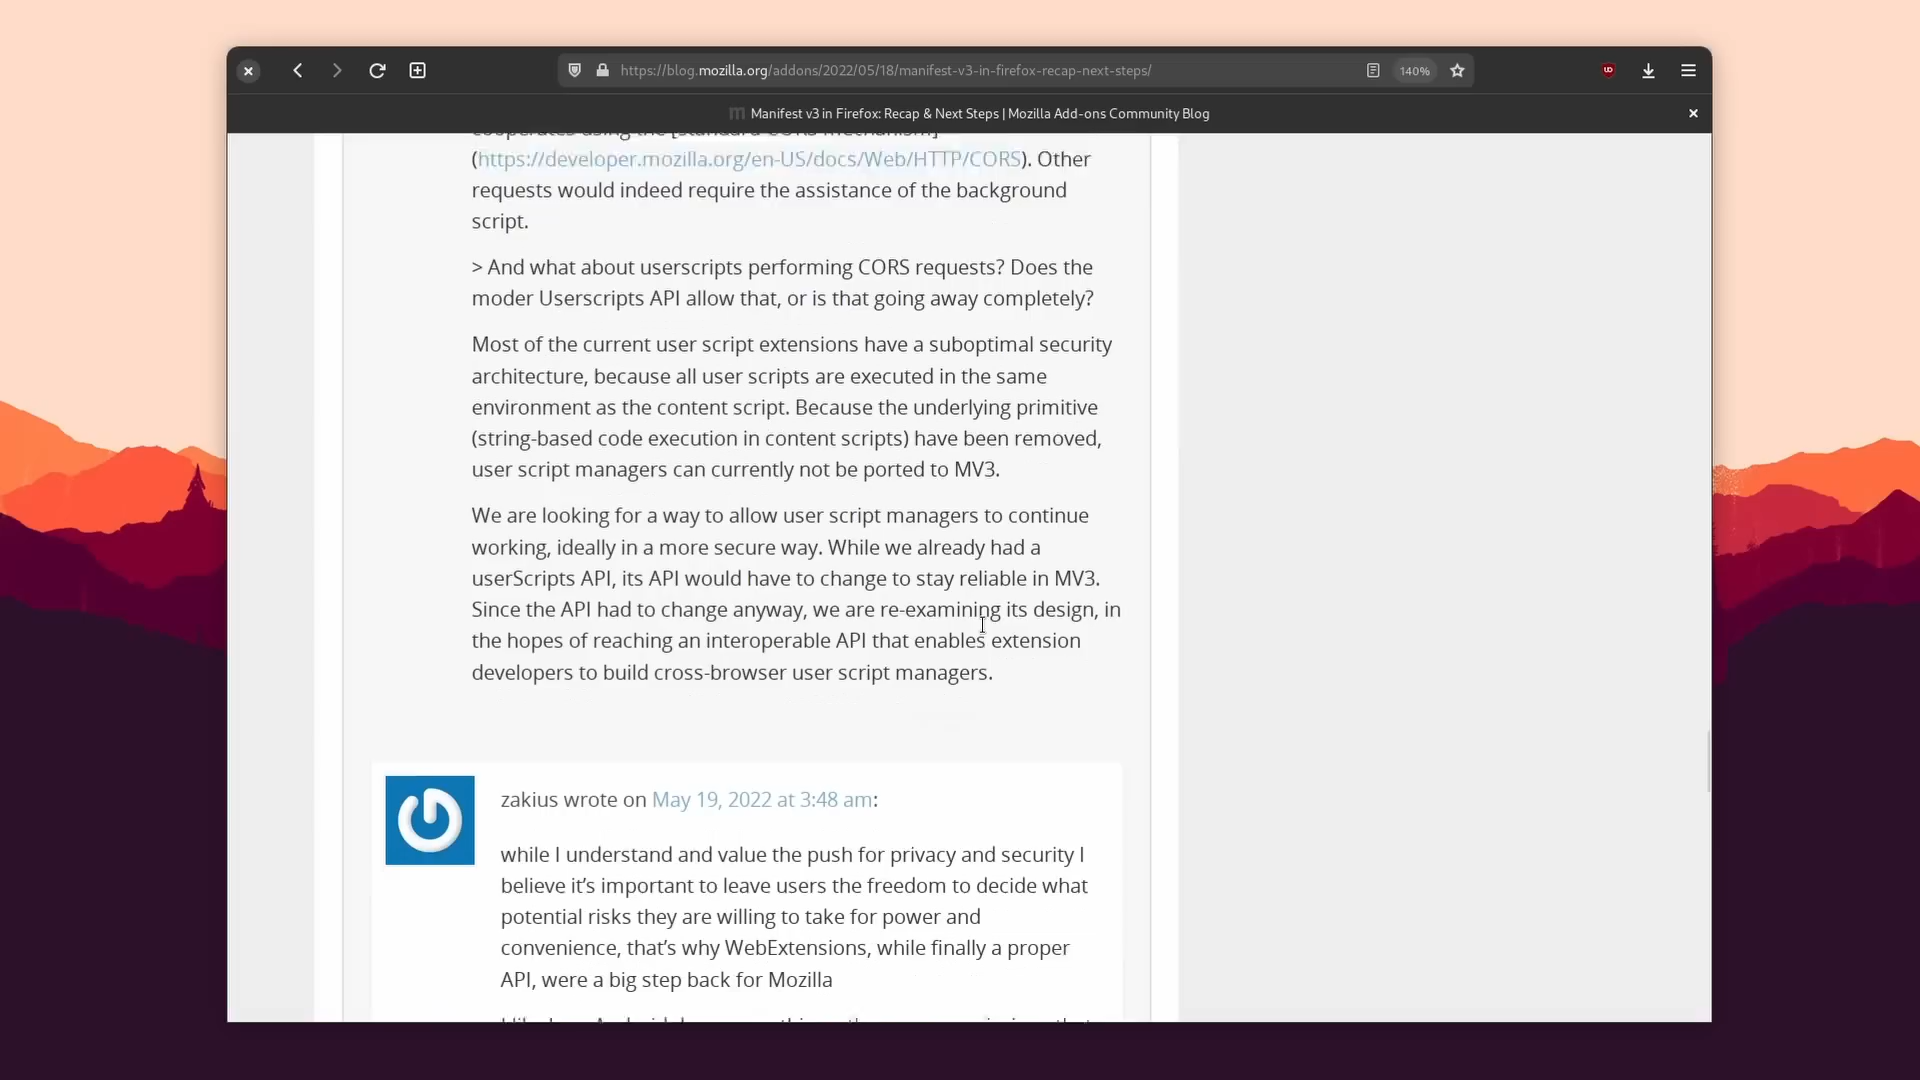 https://blog.mozilla.org/addons/2022/05/18/manifest-v3-in-firefox-recap-next-steps/
140%
Manifest v3 in Firefox: Recap & Next Steps | Mozilla Add-ons Community Blog
cooperates using the [standard CORS mechanism]
(https://developer.mozilla.org/en-US/docs/Web/HTTP/CORS). Other
requests would indeed require the assistance of the background
script.
> And what about userscripts performing CORS requests? Does the
moder Userscripts API allow that, or is that going away completely?
Most of the current user script extensions have a suboptimal security
architecture, because all user scripts are executed in the same
environment as the content script. Because the underlying primitive
(string-based code execution in content scripts) have been removed,
user script managers can currently not be ported to MV3.
We are looking for a way to allow user script managers to continue
working, ideally in a more secure way. While we already had a
userScripts API, its API would have to change to stay reliable in MV3.
Since the API had to change anyway, we are re-examining its design, in
the hopes of reaching an interoperable API that enables extension
developers to build cross-browser user script managers.
zakius wrote on May 19, 2022 at 3:48 am:
while I understand and value the push for privacy and security I
believe it's important to leave users the freedom to decide what
potential risks they are willing to take for power and
convenience, that's why WebExtensions, while finally a proper
API, were a big step back for Mozilla